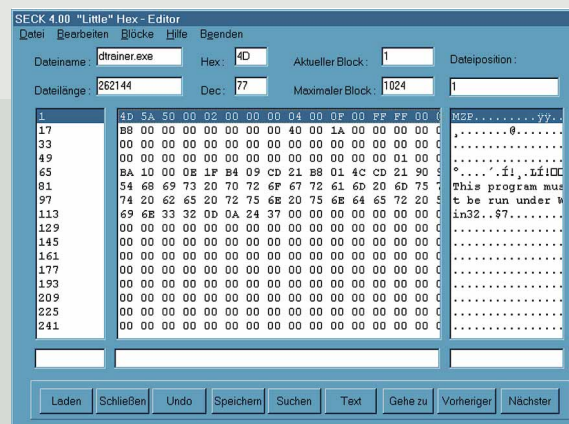 SECK 4.00 "Little" Hex - Editor
Datei Bearbeiten Blöcke Hilfe Beenden
Dateiname: dtrainer.exe Hex: 4D Aktueller Block: 1 Dateiposition:
Dateilänge: 262144 Dec: 77 Maximaler Block: 1024 1
1 4D 5A 50 00 02 00 00 00 04 00 0F 00 FF FF 00 MZP.........ÿÿ..
17 B8 00 00 00 00 00 00 00 40 00 1A 00 00 00 00 ¸.......@.......
33 00 00 00 00 00 00 00 00 00 00 00 00 00 00 00 ................
49 00 00 00 00 00 00 00 00 00 00 00 00 00 01 00 ................
65 BA 10 00 0E 1F B4 09 CD 21 B8 01 4C CD 21 90 º....´.Í!¸.LÍ!
81 54 68 69 73 20 70 72 6F 67 72 61 6D 20 6D 75 This program mus
97 74 20 62 65 20 72 75 6E 20 75 6E 64 65 72 20 t be run under W
113 69 6E 33 32 0D 0A 24 37 00 00 00 00 00 00 00 in32..$7........
129 00 00 00 00 00 00 00 00 00 00 00 00 00 00 00 ................
145 00 00 00 00 00 00 00 00 00 00 00 00 00 00 00 ................
161 00 00 00 00 00 00 00 00 00 00 00 00 00 00 00 ................
177 00 00 00 00 00 00 00 00 00 00 00 00 00 00 00 ................
193 00 00 00 00 00 00 00 00 00 00 00 00 00 00 00 ................
209 00 00 00 00 00 00 00 00 00 00 00 00 00 00 00 ................
225 00 00 00 00 00 00 00 00 00 00 00 00 00 00 00 ................
241 00 00 00 00 00 00 00 00 00 00 00 00 00 00 00 ................
Laden Schließen Undo Speichern Suchen Text Gehe zu Vorheriger Nächster